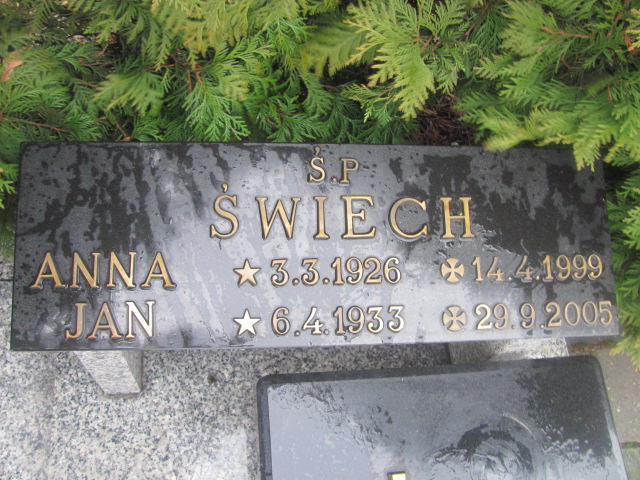 Ś.P
ŚWIECH
ANNA ★ 3.3.1926 ✠ 14.4.1999
JAN ★ 6.4.1933 ✠ 29.9.2005